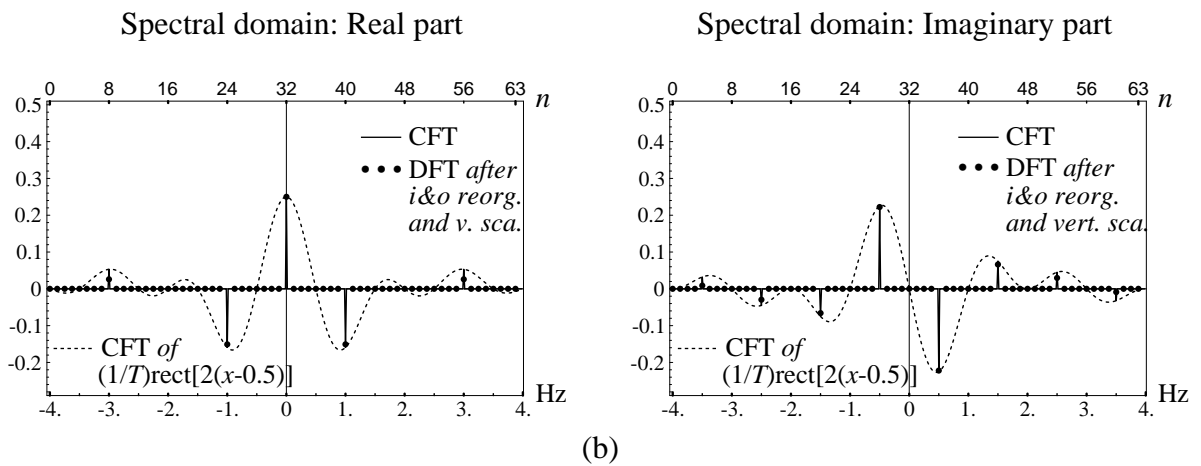 Spectral domain: Real part
0 8 16 24 32 40 48 56 63 n
0.5
0.4
0.3
0.2
0.1
0
-0.1
-0.2
CFT
DFT after
i&o reorg.
and v. sca.
CFT of
(1/T)rect[2(x-0.5)]
-4. -3. -2. -1. 0 1. 2. 3. 4. Hz
Spectral domain: Imaginary part
0 8 16 24 32 40 48 56 63 n
0.5
0.4
0.3
0.2
0.1
0
-0.1
-0.2
CFT
DFT after
i&o reorg.
and vert. sca.
CFT of
(1/T)rect[2(x-0.5)]
-4. -3. -2. -1. 0 1. 2. 3. 4. Hz
(b)